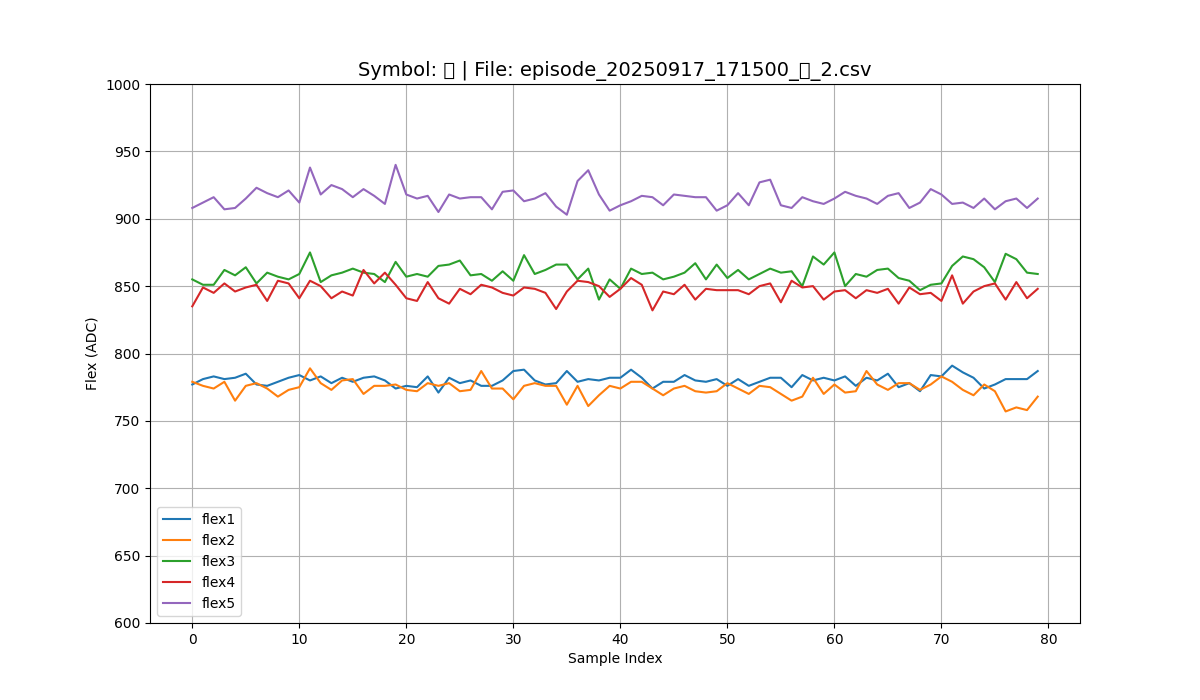 Symbol: | File: episode_20250917_171500_ _2.csv
1000
950
900
850
800
750
700
650
600
Flex (ADC)
flex1
flex2
flex3
flex4
flex5
0 10 20 30 40 50 60 70 80
Sample Index